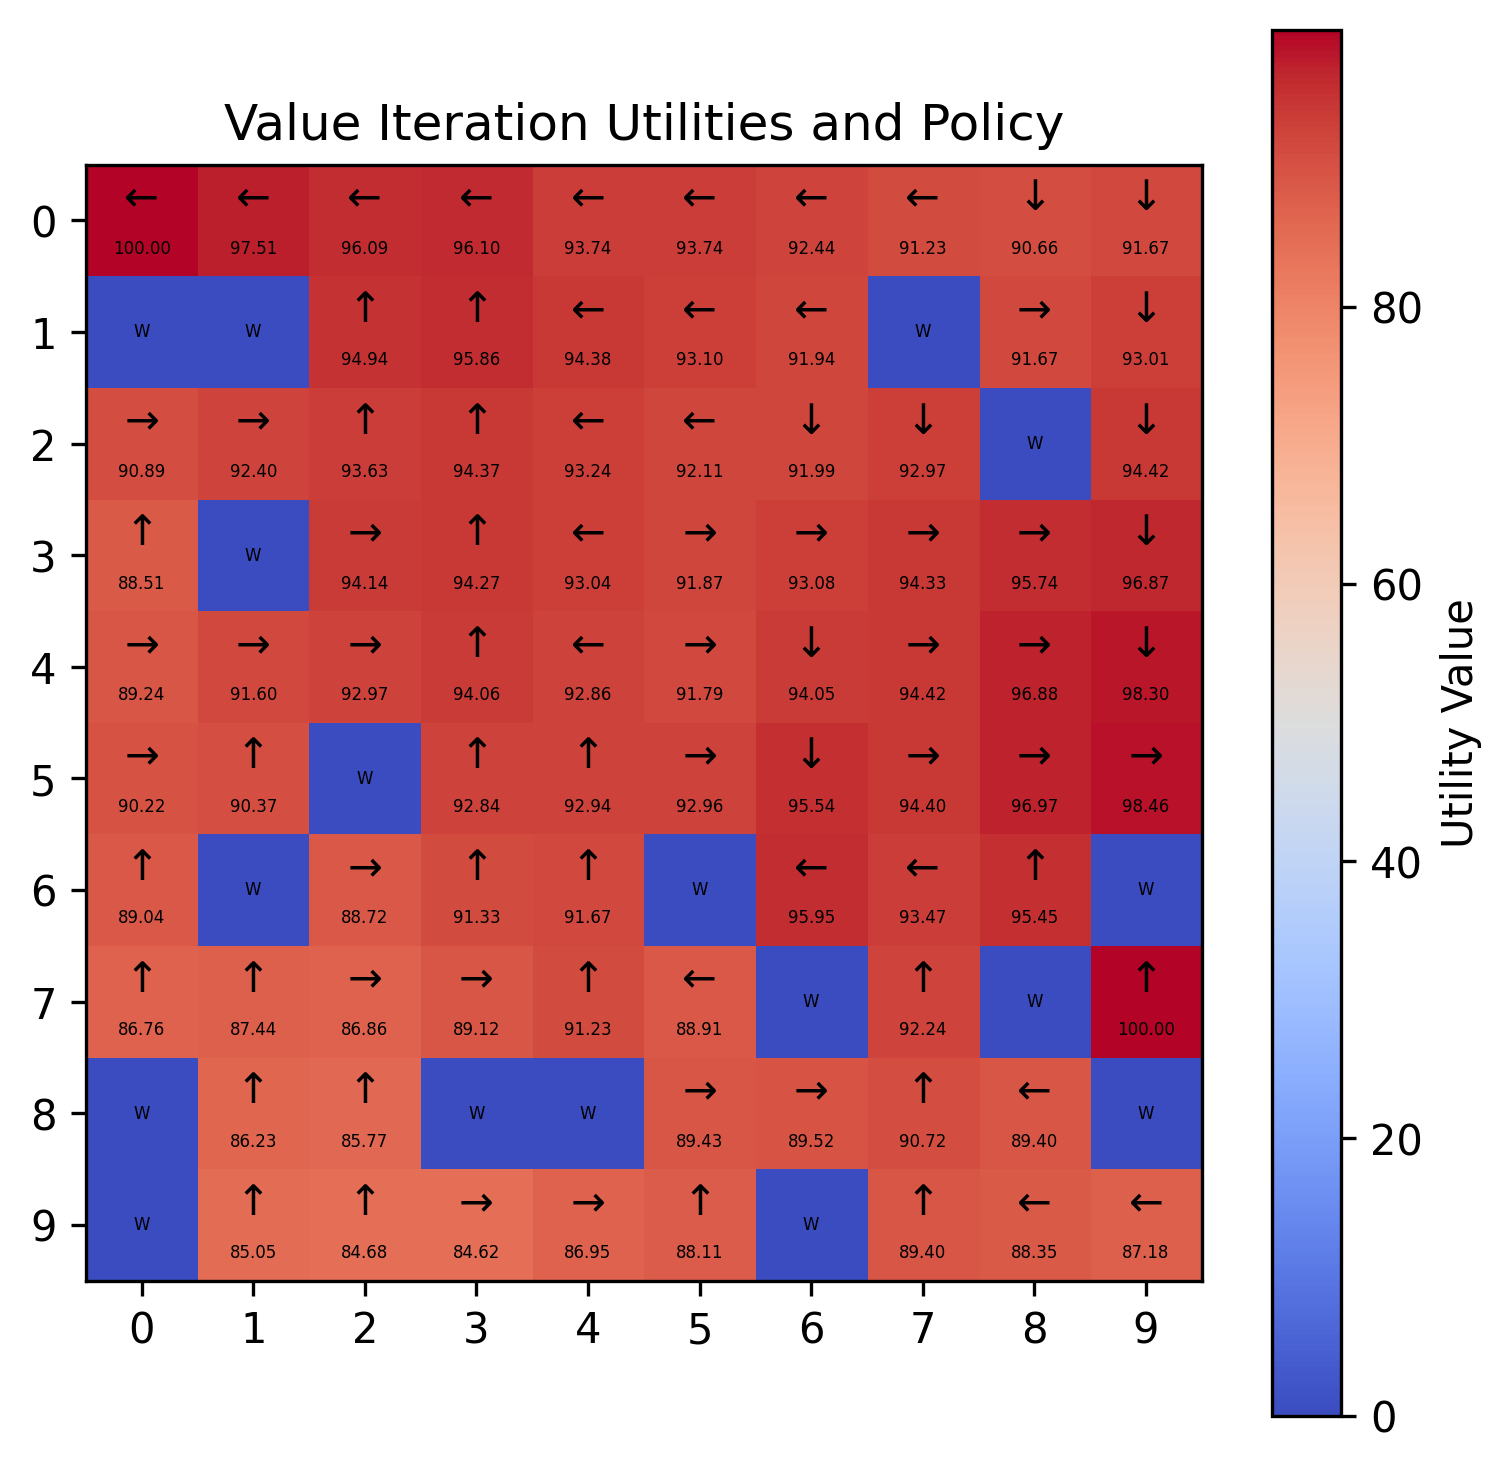 Value Iteration Utilities and Policy
0 ← ← ← ← ← ← ← ← ↓ ↓
100.00 97.51 96.09 96.10 93.74 93.74 92.44 91.23 90.66 91.67
1 W W ↑ ↑ ← ← ← W → ↓
94.94 95.86 94.38 93.10 91.94 91.67 93.01
2 → → ↑ ↑ ← ← ↓ ↓ W ↓
90.89 92.40 93.63 94.37 93.24 92.11 91.99 92.97 94.42
3 ↑ W → ↑ ← → → → → ↓
88.51 94.14 94.27 93.04 91.87 93.08 94.33 95.74 96.87
4 → → → ↑ ← → ↓ → → ↓
89.24 91.60 92.97 94.06 92.86 91.79 94.05 94.42 96.88 98.30
5 → ↑ W ↑ ↑ → ↓ → → →
90.22 90.37 92.84 92.94 92.96 95.54 94.40 96.97 98.46
6 ↑ W → ↑ ↑ W ← ← ↑ W
89.04 88.72 91.33 91.67 95.95 93.47 95.45
7 ↑ ↑ → → ↑ ← W ↑ W ↑
86.76 87.44 86.86 89.12 91.23 88.91 92.24 100.00
8 W ↑ ↑ W W → → ↑ ← W
86.23 85.77 89.43 89.52 90.72 89.40
9 W ↑ ↑ → → ↑ W ↑ ← ←
85.05 84.68 84.62 86.95 88.11 89.40 88.35 87.18
0 1 2 3 4 5 6 7 8 9
80
60
40
20
0
Utility Value